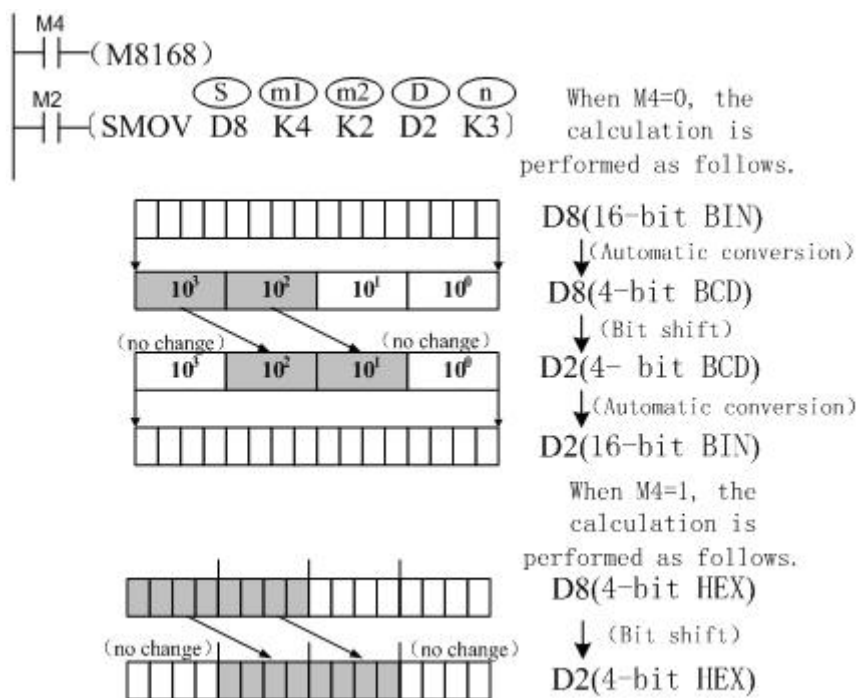 M4
(M8168)
M2
S m1 m2 D n
(SMOV D8 K4 K2 D2 K3)
When M4=0, the
calculation is
performed as follows.
D8(16-bit BIN)
(Automatic conversion)
10³ 10² 10¹ 10⁰
D8(4-bit BCD)
(Bit shift)
(no change) (no change)
10³ 10² 10¹ 10⁰
D2(4- bit BCD)
(Automatic conversion)
D2(16-bit BIN)
When M4=1, the
calculation is
performed as follows.
D8(4-bit HEX)
(Bit shift)
(no change) (no change)
D2(4-bit HEX)